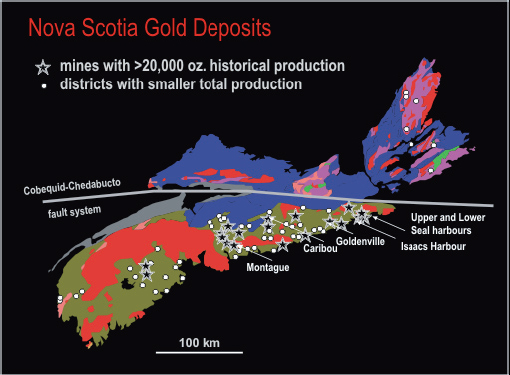 Nova Scotia Gold Deposits
mines with >20,000 oz. historical production
districts with smaller total production
Cobequid-Chedabucto
fault system
Upper and Lower
Seal harbours
Isaacs Harbour
Goldenville
Caribou
Montague
100 km